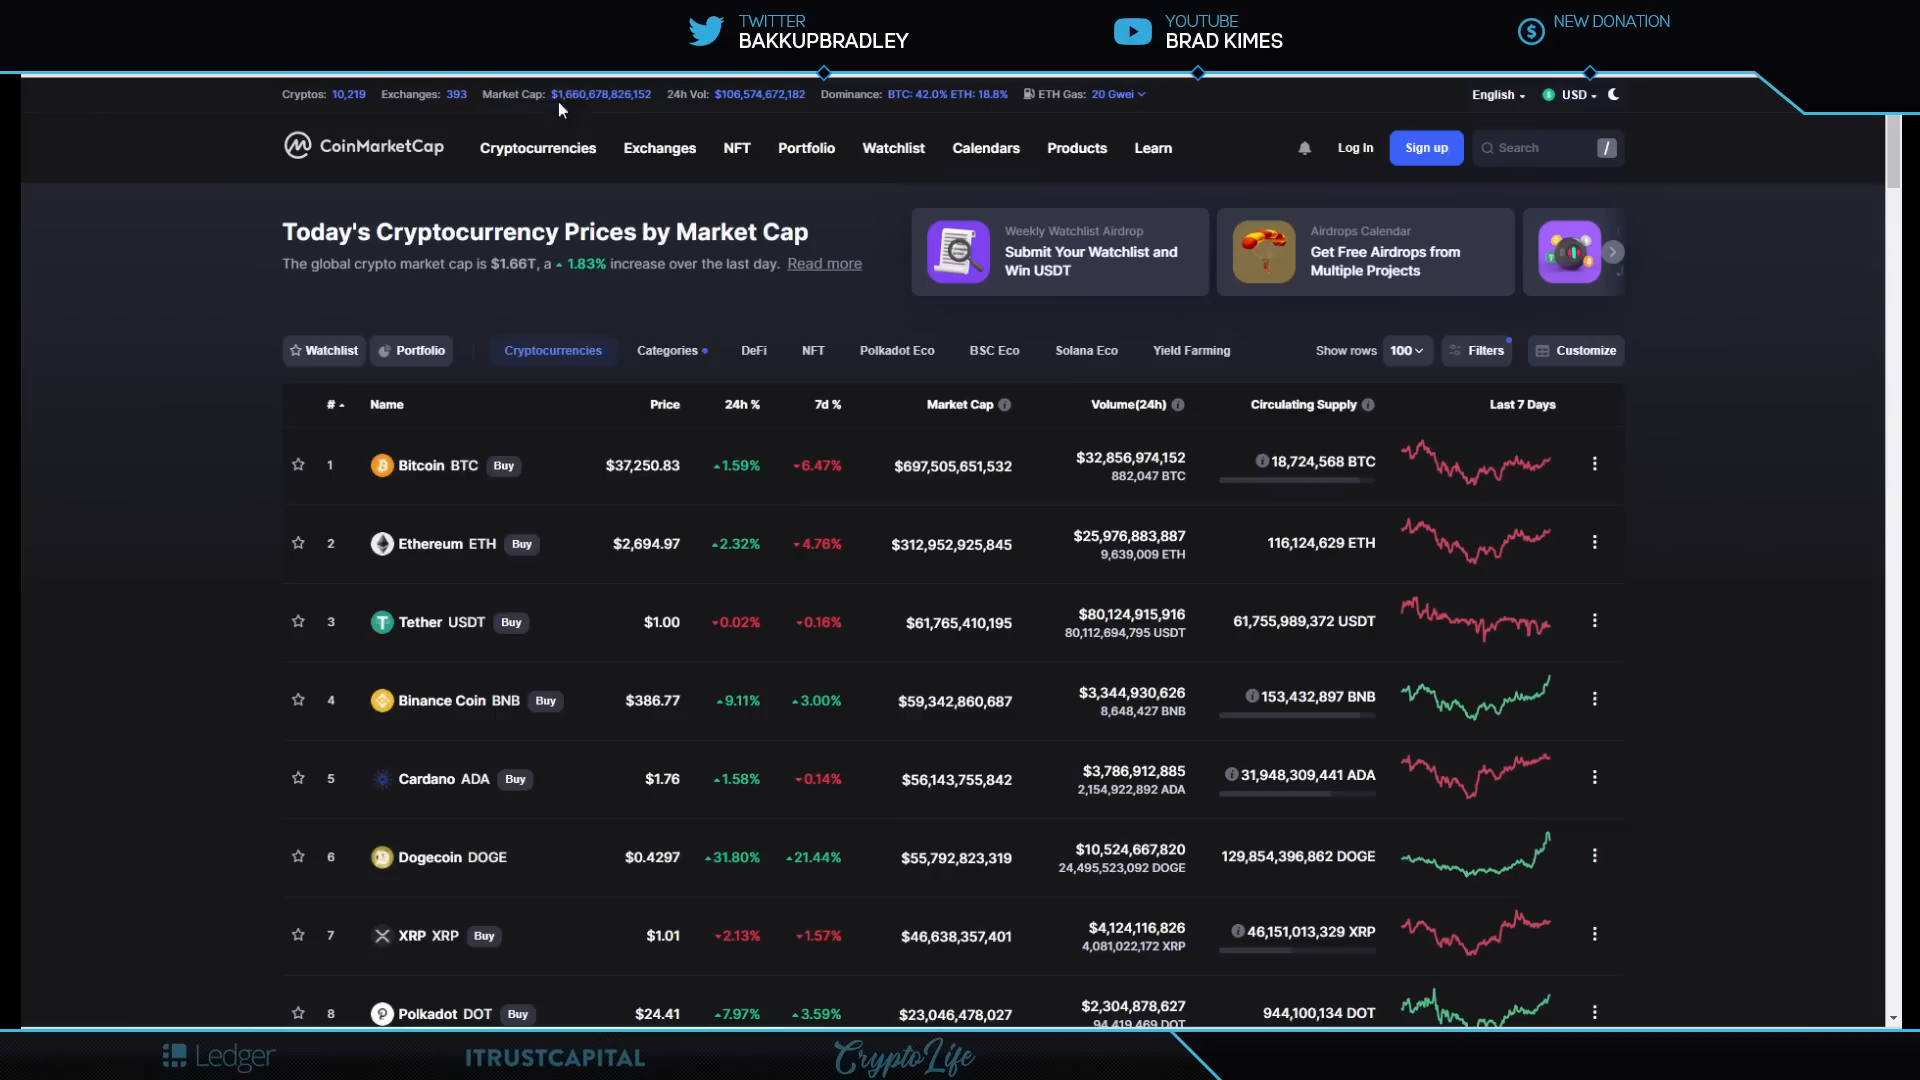 TWITTER
BAKKUPBRADLEY
YOUTUBE
BRAD KIMES
NEW DONATION
Cryptos: 10,219 Exchanges: 393 Market Cap: $1,660,678,826,152 24h Vol: $106,574,672,182 Dominance: BTC: 42.0% ETH: 18.8% ETH Gas: 20 Gwei English USD
CoinMarketCap Cryptocurrencies Exchanges NFT Portfolio Watchlist Calendars Products Learn Log In Sign up Search /
Today's Cryptocurrency Prices by Market Cap
The global crypto market cap is $1.66T, a 1.83% increase over the last day. Read more
Weekly Watchlist Airdrop
Submit Your Watchlist and
Win USDT
Airdrops Calendar
Get Free Airdrops from
Multiple Projects
Watchlist Portfolio Cryptocurrencies Categories DeFi NFT Polkadot Eco BSC Eco Solana Eco Yield Farming Show rows 100 Filters Customize
# Name Price 24h % 7d % Market Cap Volume(24h) Circulating Supply Last 7 Days
1 Bitcoin BTC Buy $37,250.83 1.59% 6.47% $697,505,651,532 $32,856,974,152 18,724,568 BTC
882,047 BTC
2 Ethereum ETH Buy $2,694.97 2.32% 4.76% $312,952,925,845 $25,976,883,887 116,124,629 ETH
9,639,009 ETH
3 Tether USDT Buy $1.00 0.02% 0.16% $61,765,410,195 $80,124,915,916 61,755,989,372 USDT
80,112,694,795 USDT
4 Binance Coin BNB Buy $386.77 9.11% 3.00% $59,342,860,687 $3,344,930,626 153,432,897 BNB
8,648,427 BNB
5 Cardano ADA Buy $1.76 1.58% 0.14% $56,143,755,842 $3,786,912,885 31,948,309,441 ADA
2,154,922,892 ADA
6 Dogecoin DOGE $0.4297 31.80% 21.44% $55,792,823,319 $10,524,667,820 129,854,396,862 DOGE
24,495,523,092 DOGE
7 XRP XRP Buy $1.01 2.13% 1.57% $46,638,357,401 $4,124,116,826 46,151,013,329 XRP
4,081,022,172 XRP
8 Polkadot DOT Buy $24.41 7.97% 3.59% $23,046,478,027 $2,304,878,627 944,100,134 DOT
94,419,469 DOT
Ledger ITRUSTCAPITAL CryptoLife